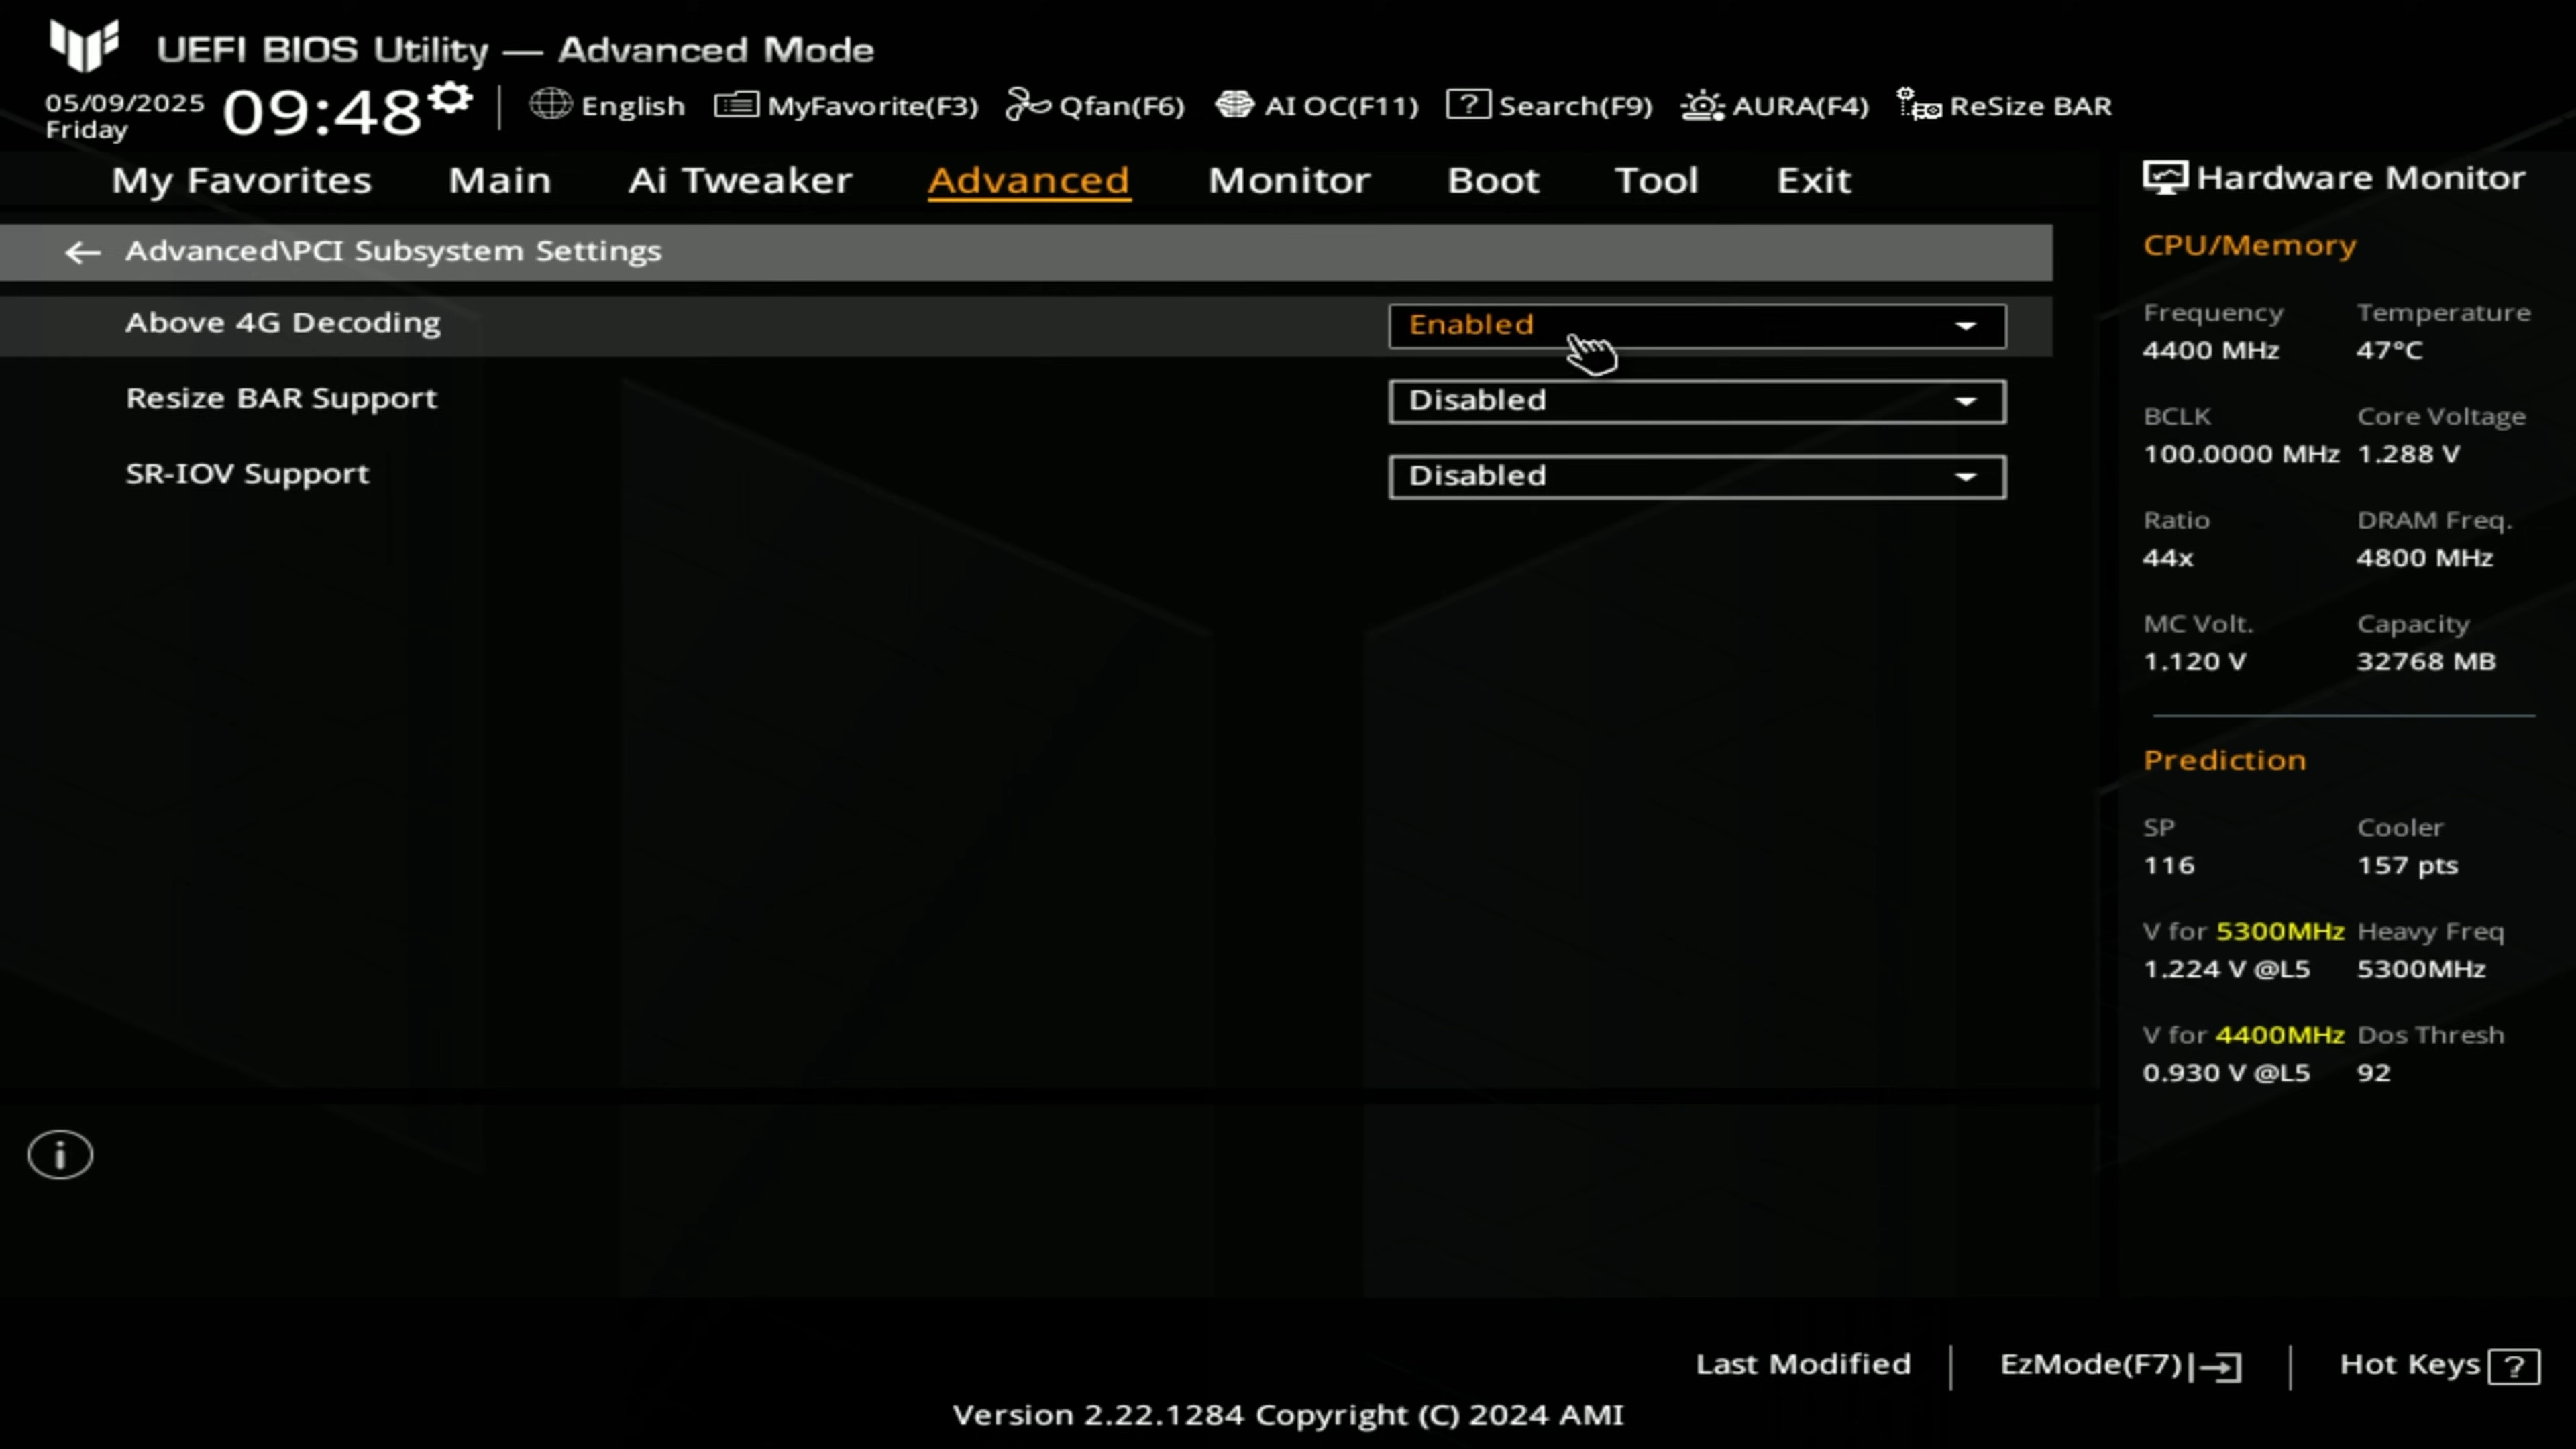 UEFI BIOS Utility — Advanced Mode
05/09/2025
Friday
09:48
English
MyFavorite(F3)
Qfan(F6)
AI OC(F11)
? Search(F9)
AURA(F4)
ReSize BAR
My Favorites
Main
Ai Tweaker
Advanced
Monitor
Boot
Tool
Exit
Advanced\PCI Subsystem Settings
Above 4G Decoding
Enabled
Resize BAR Support
Disabled
SR-IOV Support
Disabled
Hardware Monitor
CPU/Memory
Frequency Temperature
4400 MHz 47°C
BCLK Core Voltage
100.0000 MHz 1.288 V
Ratio DRAM Freq.
44x 4800 MHz
MC Volt. Capacity
1.120 V 32768 MB
Prediction
SP Cooler
116 157 pts
V for 5300MHz Heavy Freq
1.224 V @L5 5300MHz
V for 4400MHz Dos Thresh
0.930 V @L5 92
i
Last Modified
EzMode(F7)
Hot Keys ?
Version 2.22.1284 Copyright (C) 2024 AMI